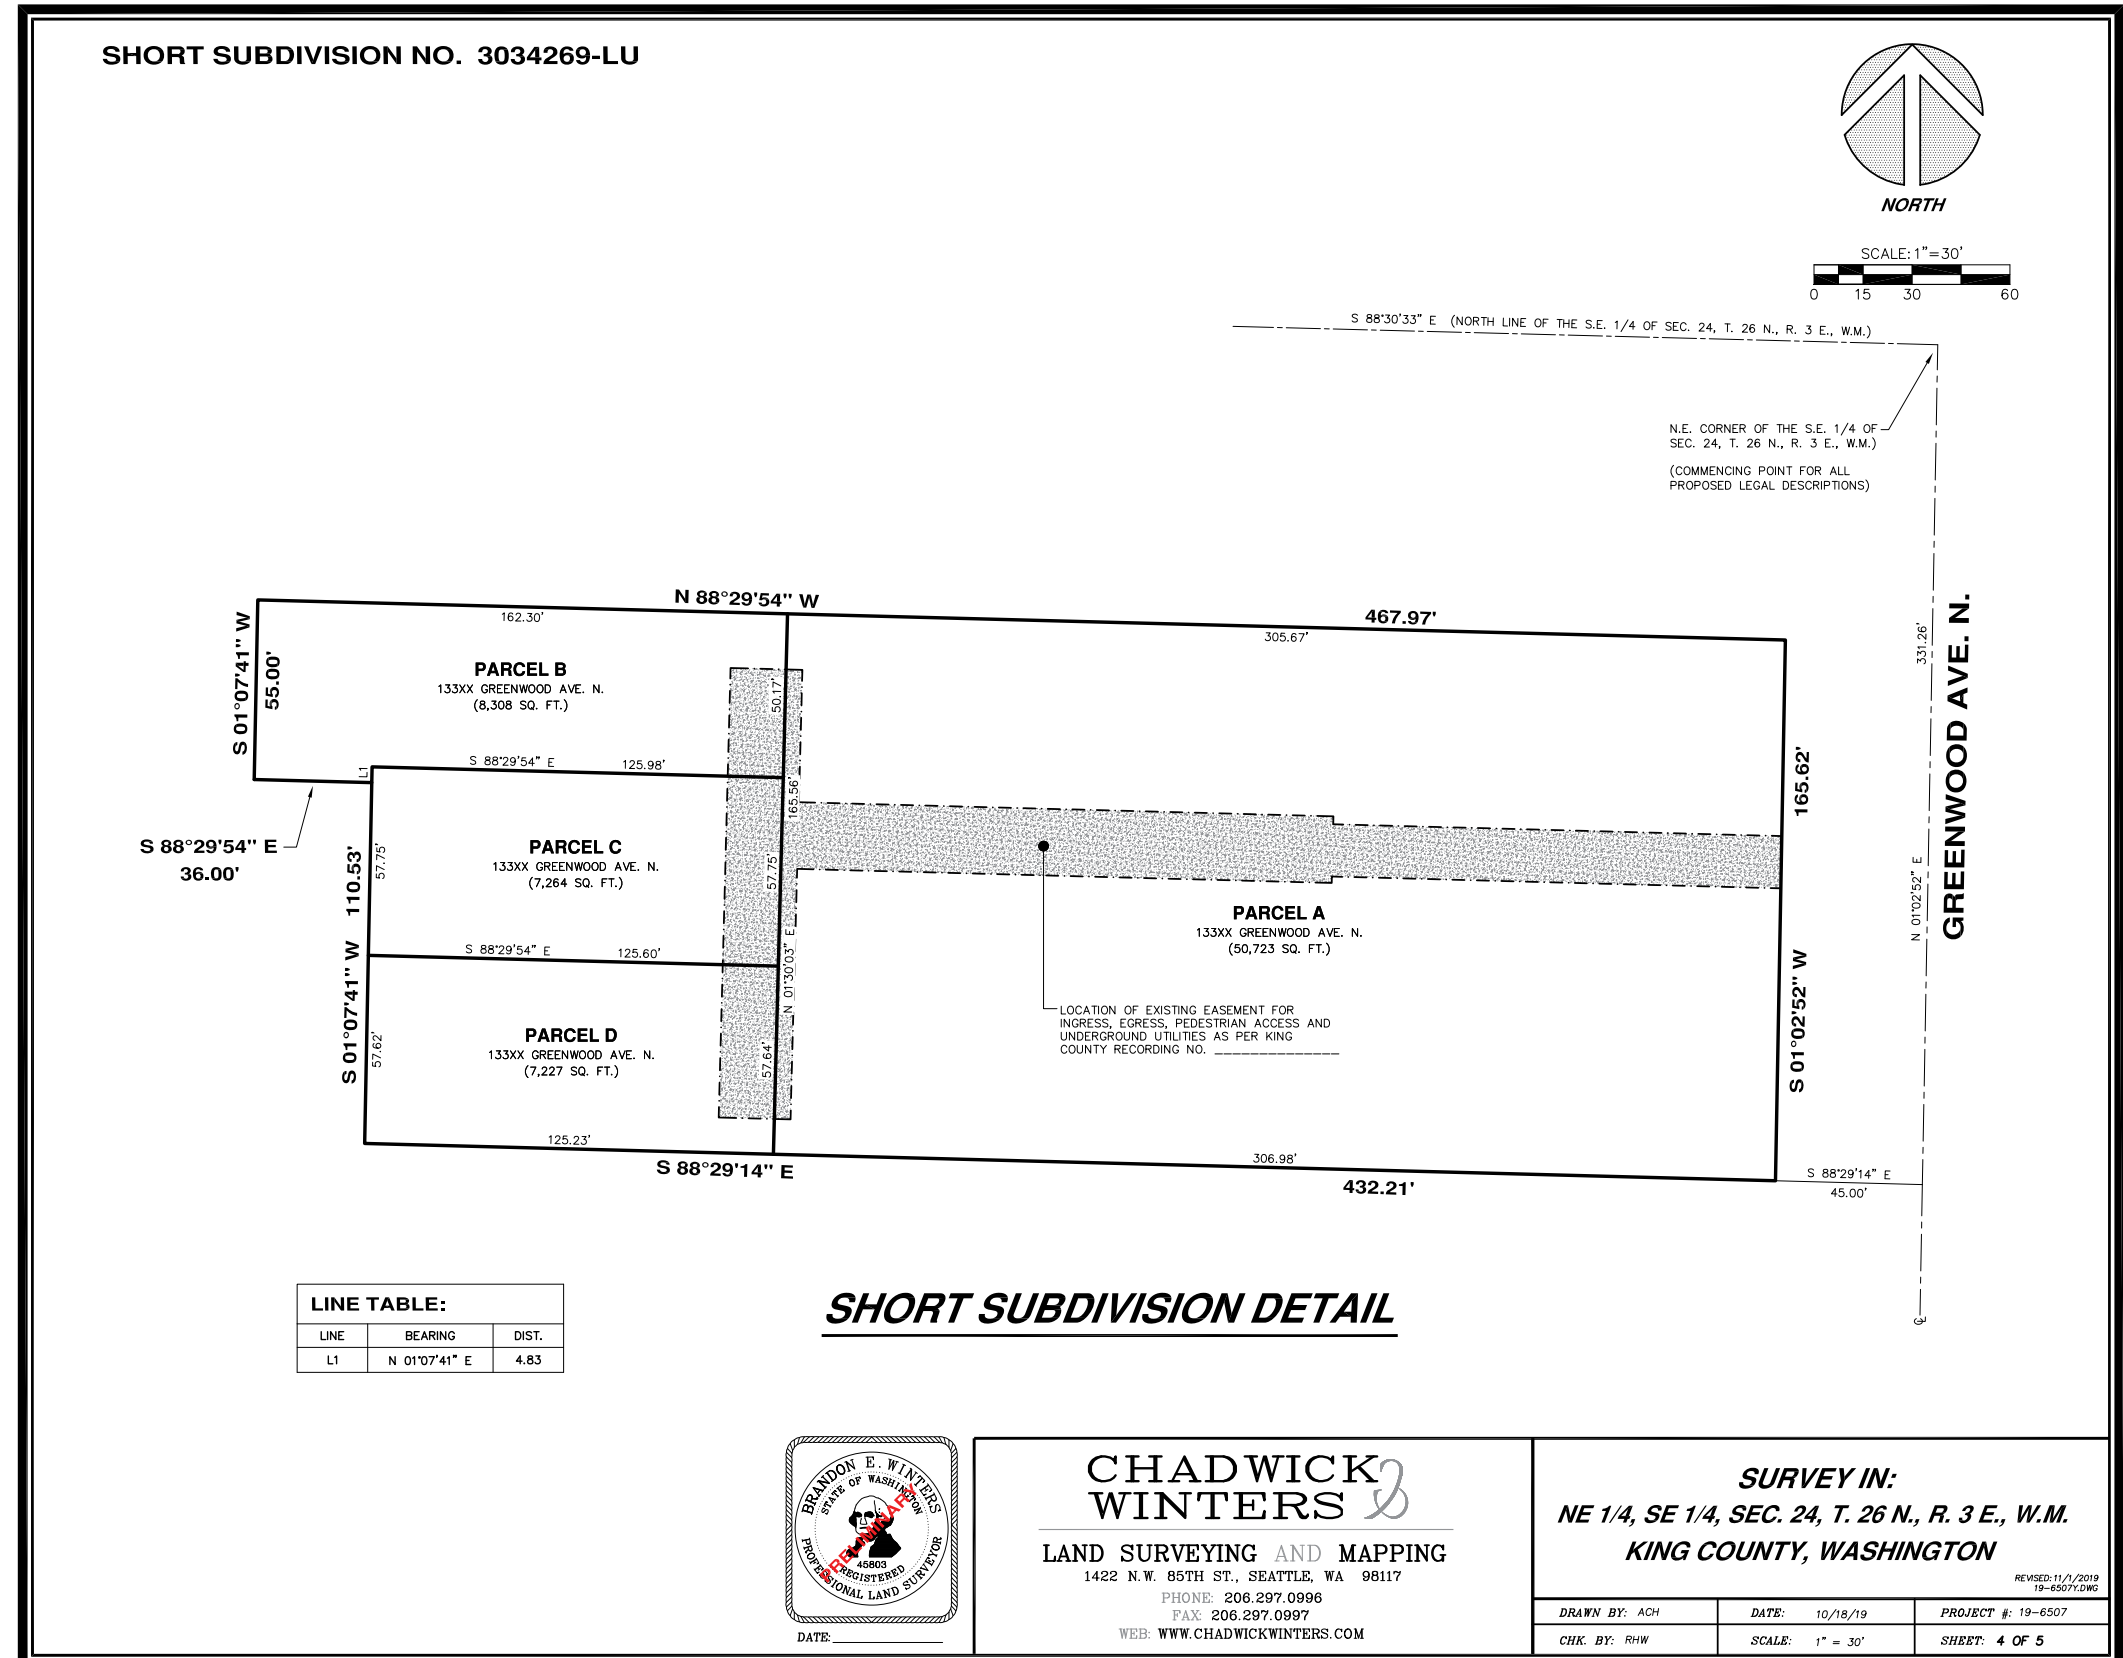 SHORT SUBDIVISION NO. 3034269-LU
NORTH
SCALE: 1"=30'
0 15 30 60
S 88°30'33" E (NORTH LINE OF THE S.E. 1/4 OF SEC. 24, T. 26 N., R. 3 E., W.M.)
N.E. CORNER OF THE S.E. 1/4 OF
SEC. 24, T. 26 N., R. 3 E., W.M.)
(COMMENCING POINT FOR ALL
PROPOSED LEGAL DESCRIPTIONS)
331.26'
N 01°02'52" E
GREENWOOD AVE. N.
N 88°29'54" W
467.97'
162.30'
305.67'
S 01°07'41" W
55.00'
PARCEL B
133XX GREENWOOD AVE. N.
(8,308 SQ. FT.)
50.17'
L1
S 88°29'54" E 125.98'
165.56'
165.62'
S 88°29'54" E
36.00'
110.53'
57.75'
PARCEL C
133XX GREENWOOD AVE. N.
(7,264 SQ. FT.)
57.75'
PARCEL A
133XX GREENWOOD AVE. N.
(50,723 SQ. FT.)
S 88°29'54" E 125.60'
N 01°30'03" E
S 01°07'41" W
57.62'
PARCEL D
133XX GREENWOOD AVE. N.
(7,227 SQ. FT.)
57.64'
LOCATION OF EXISTING EASEMENT FOR
INGRESS, EGRESS, PEDESTRIAN ACCESS AND
UNDERGROUND UTILITIES AS PER KING
COUNTY RECORDING NO. ______________
S 01°02'52" W
125.23'
S 88°29'14" E
306.98'
432.21'
S 88°29'14" E
45.00'
LINE TABLE:
LINE BEARING DIST.
L1 N 01°07'41" E 4.83
SHORT SUBDIVISION DETAIL
BRANDON E. WINTERS
STATE OF WASHINGTON
PRELIMINARY
45803
REGISTERED
PROFESSIONAL LAND SURVEYOR
DATE:______________
CHADWICK
WINTERS
LAND SURVEYING AND MAPPING
1422 N.W. 85TH ST., SEATTLE, WA 98117
PHONE: 206.297.0996
FAX: 206.297.0997
WEB: WWW.CHADWICKWINTERS.COM
SURVEY IN:
NE 1/4, SE 1/4, SEC. 24, T. 26 N., R. 3 E., W.M.
KING COUNTY, WASHINGTON
REVISED: 11/1/2019
19-6507Y.DWG
DRAWN BY: ACH DATE: 10/18/19 PROJECT #: 19-6507
CHK. BY: RHW SCALE: 1" = 30' SHEET: 4 OF 5